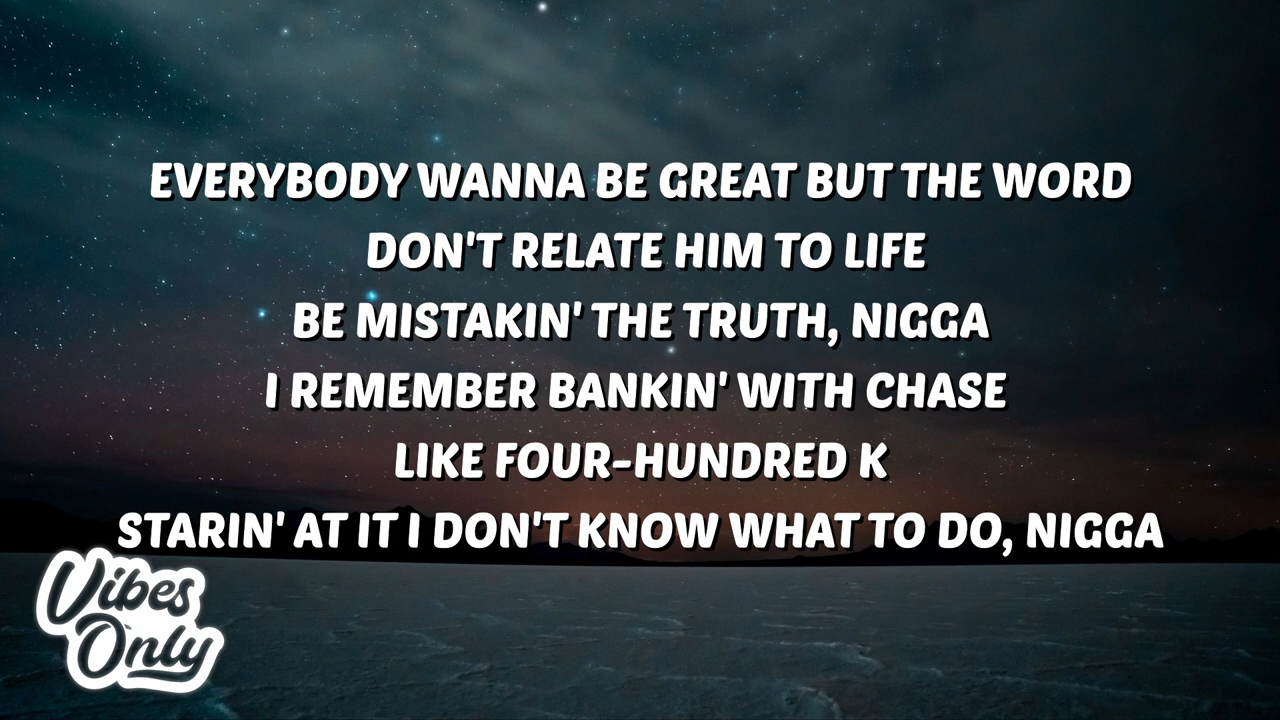 EVERYBODY WANNA BE GREAT BUT THE WORD
DON'T RELATE HIM TO LIFE
BE MISTAKIN' THE TRUTH, NIGGA
I REMEMBER BANKIN' WITH CHASE
LIKE FOUR-HUNDRED K
STARIN' AT IT I DON'T KNOW WHAT TO DO, NIGGA
Vibes
Only